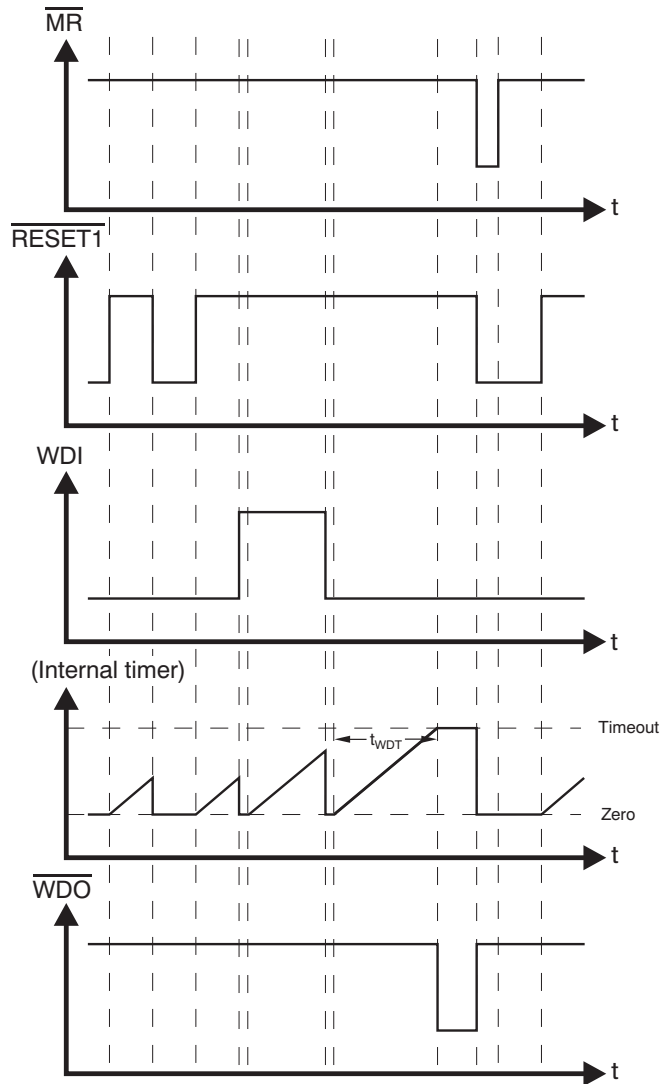 MR
t
RESET1
t
WDI
t
(Internal timer)
Timeout
tWDT
Zero
t
WDO
t